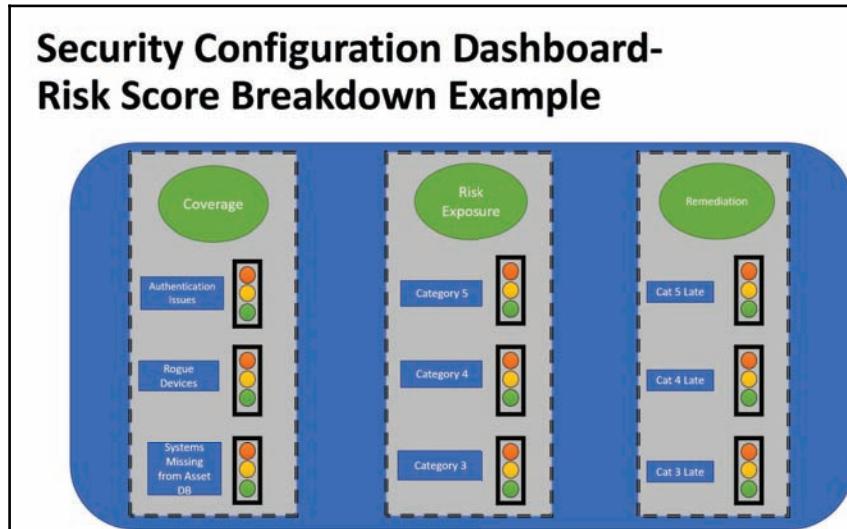 Security Configuration Dashboard-
Risk Score Breakdown Example
Coverage
Authentication
Issues
Rogue
Devices
Systems
Missing
from Asset
DB
Risk
Exposure
Category 5
Category 4
Category 3
Remediation
Cat 5 Late
Cat 4 Late
Cat 3 Late